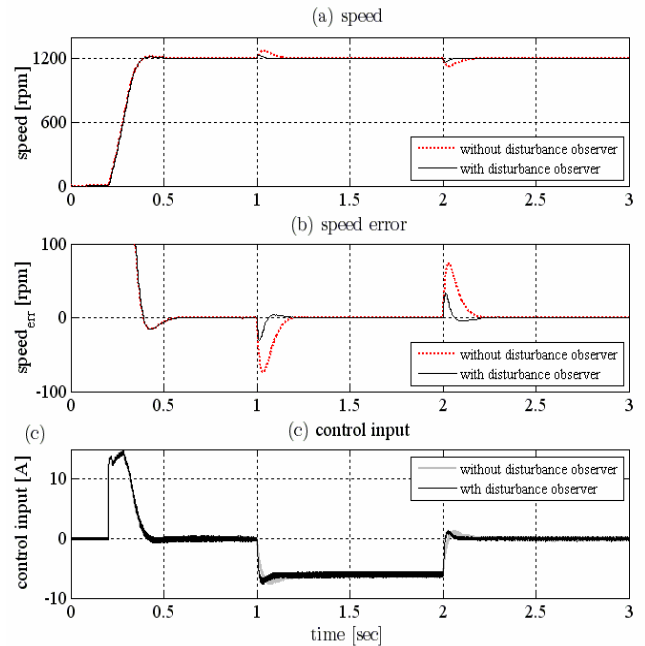 (a) speed
speed [rpm]
1200
600
0
without disturbance observer
with disturbance observer
0 0.5 1 1.5 2 2.5 3
(b) speed error
speed_err [rpm]
100
0
-100
without disturbance observer
with disturbance observer
0 0.5 1 1.5 2 2.5 3
(c)
(c) control input
control input [A]
10
0
-10
without disturbance observer
wth disturbance observer
0 0.5 1 1.5 2 2.5 3
time [sec]